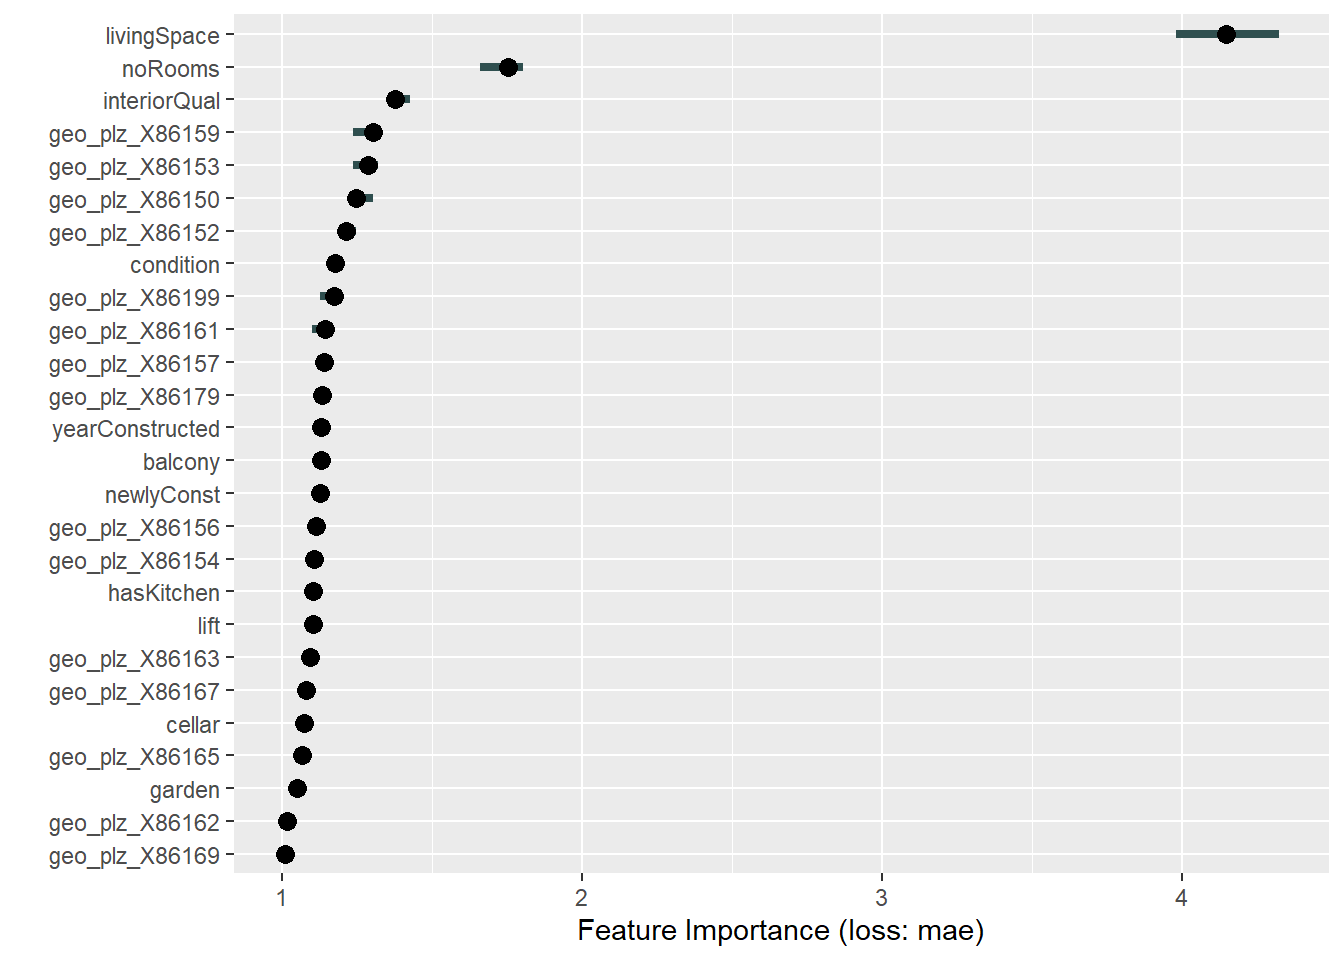 livingSpace
noRooms
interiorQual
geo_plz_X86159
geo_plz_X86153
geo_plz_X86150
geo_plz_X86152
condition
geo_plz_X86199
geo_plz_X86161
geo_plz_X86157
geo_plz_X86179
yearConstructed
balcony
newlyConst
geo_plz_X86156
geo_plz_X86154
hasKitchen
lift
geo_plz_X86163
geo_plz_X86167
cellar
geo_plz_X86165
garden
geo_plz_X86162
geo_plz_X86169
1 2 3 4
Feature Importance (loss: mae)